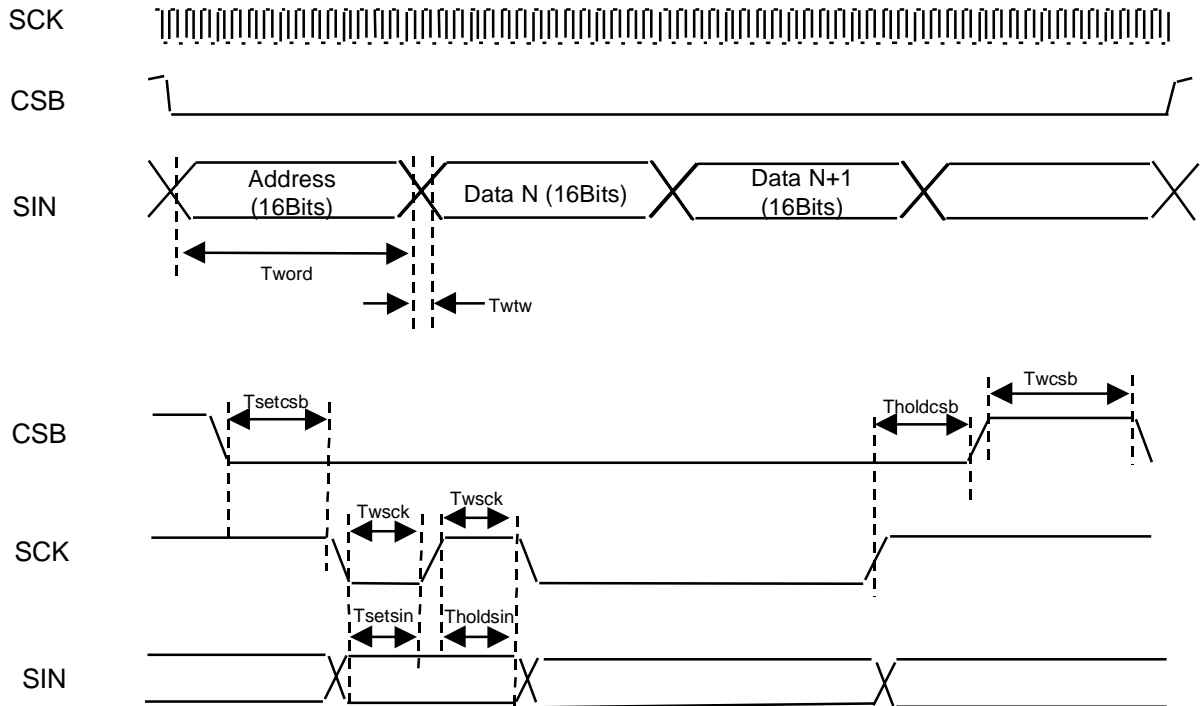 SCK
CSB
SIN
Address
(16Bits)
Data N (16Bits)
Data N+1
(16Bits)
Tword
Twtw
CSB
Tsetcsb
Tholdcsb
Twcsb
SCK
Twsck
Twsck
Tsetsin
Tholdsin
SIN